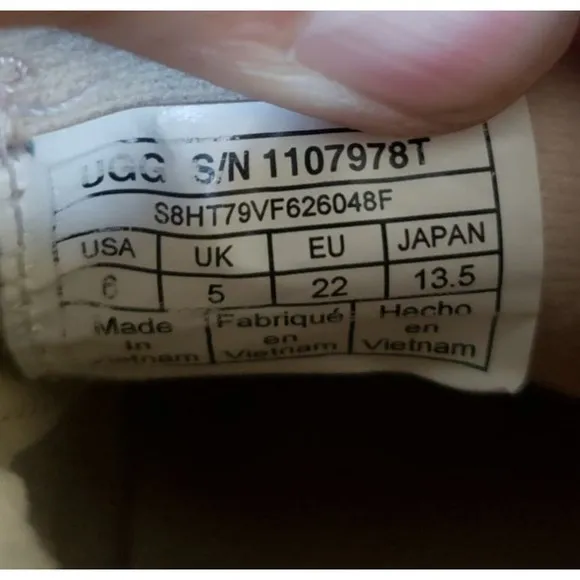 UGG S/N 1107978T
S8HT79VF626048F
USA UK EU JAPAN
6 5 22 13.5
Made Fabriqué Hecho
in en en
Vietnam Vietnam Vietnam